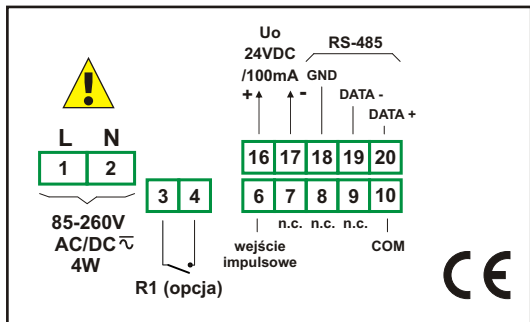 Uo
24VDC
/100mA
+ -
RS-485
GND
DATA -
DATA +
L N
1 2
16 17 18 19 20
3 4
6 7 8 9 10
n.c. n.c. n.c.
85-260V
AC/DC
4W
wejście
impulsowe
COM
R1 (opcja)
CE